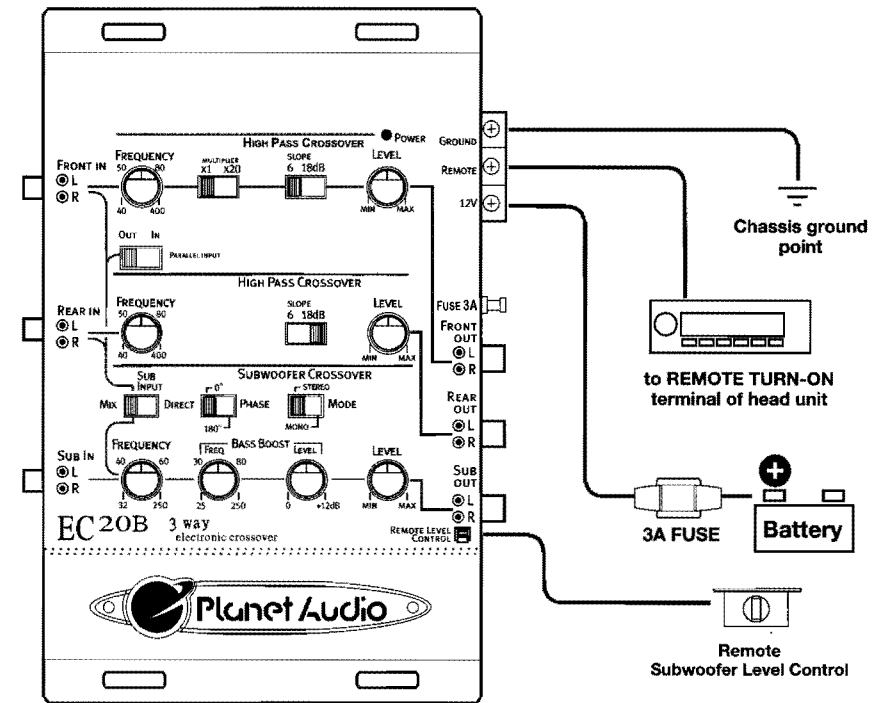 POWER
HIGH PASS CROSSOVER
GROUND
FRONT IN
FREQUENCY
MULTIPLIER
SLOPE
LEVEL
50 80
X1 X20
6 18dB
REMOTE
L
R
40 400
MIN MAX
12V
OUT IN
PARALLEL INPUT
Chassis ground
point
HIGH PASS CROSSOVER
REAR IN
FREQUENCY
SLOPE
LEVEL
50 80
6 18dB
L
R
40 400
MIN MAX
FUSE 3A
FRONT
OUT
L
R
to REMOTE TURN-ON
terminal of head unit
SUBWOOFER CROSSOVER
SUB
INPUT
MIX
DIRECT
0°
PHASE
180°
STEREO
MODE
MONO
REAR
OUT
L
R
SUB IN
FREQUENCY
BASS BOOST
FREQ
LEVEL
LEVEL
40 60
30 80
L
R
32 250
25 250
0 +12dB
MIN MAX
SUB
OUT
L
R
EC20B 3 way
electronic crossover
REMOTE LEVEL
CONTROL
3A FUSE
+
Battery
Planet Audio
Remote
Subwoofer Level Control